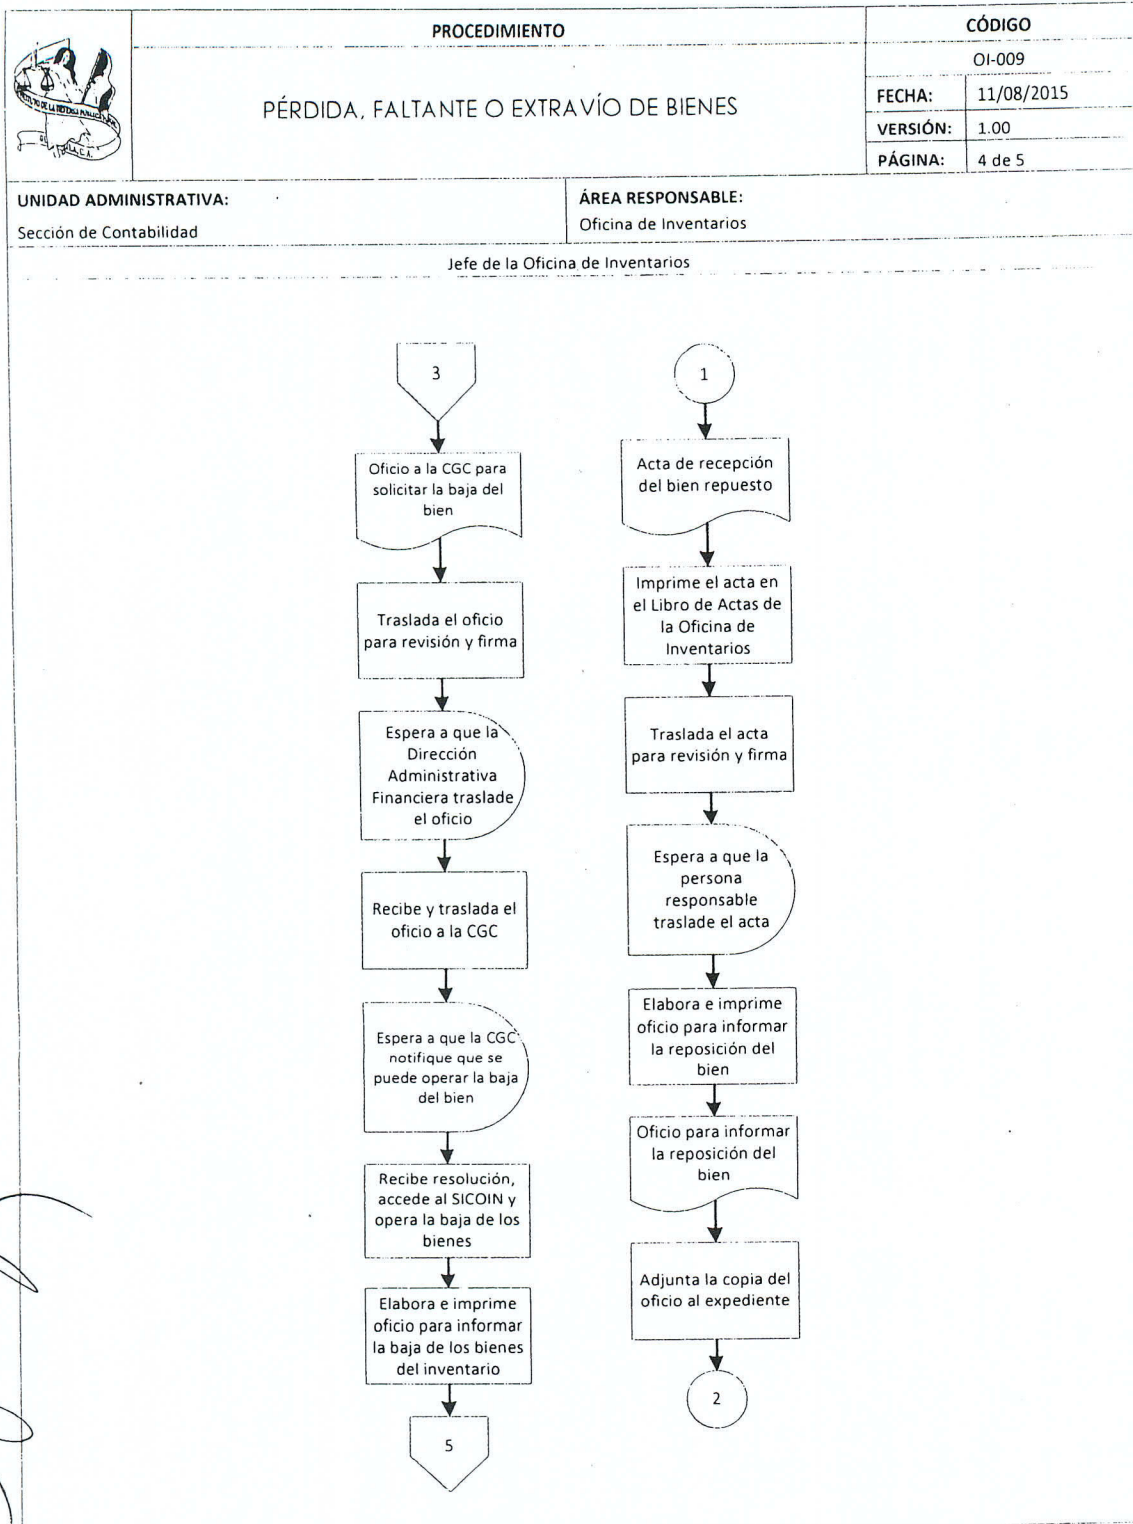 PROCEDIMIENTO
CÓDIGO
PÉRDIDA, FALTANTE O EXTRAVÍO DE BIENES
OI-009
FECHA: 11/08/2015
VERSIÓN: 1.00
PÁGINA: 4 de 5
UNIDAD ADMINISTRATIVA:
Sección de Contabilidad
ÁREA RESPONSABLE:
Oficina de Inventarios
Jefe de la Oficina de Inventarios
3
Oficio a la CGC para
solicitar la baja del
bien
Traslada el oficio
para revisión y firma
Espera a que la
Dirección
Administrativa
Financiera traslade
el oficio
Recibe y traslada el
oficio a la CGC
Espera a que la CGC
notifique que se
puede operar la baja
del bien
Recibe resolución,
accede al SICOIN y
opera la baja de los
bienes
Elabora e imprime
oficio para informar
la baja de los bienes
del inventario
5
1
Acta de recepción
del bien repuesto
Imprime el acta en
el Libro de Actas de
la Oficina de
Inventarios
Traslada el acta
para revisión y firma
Espera a que la
persona
responsable
traslade el acta
Elabora e imprime
oficio para informar
la reposición del
bien
Oficio para informar
la reposición del
bien
Adjunta la copia del
oficio al expediente
2